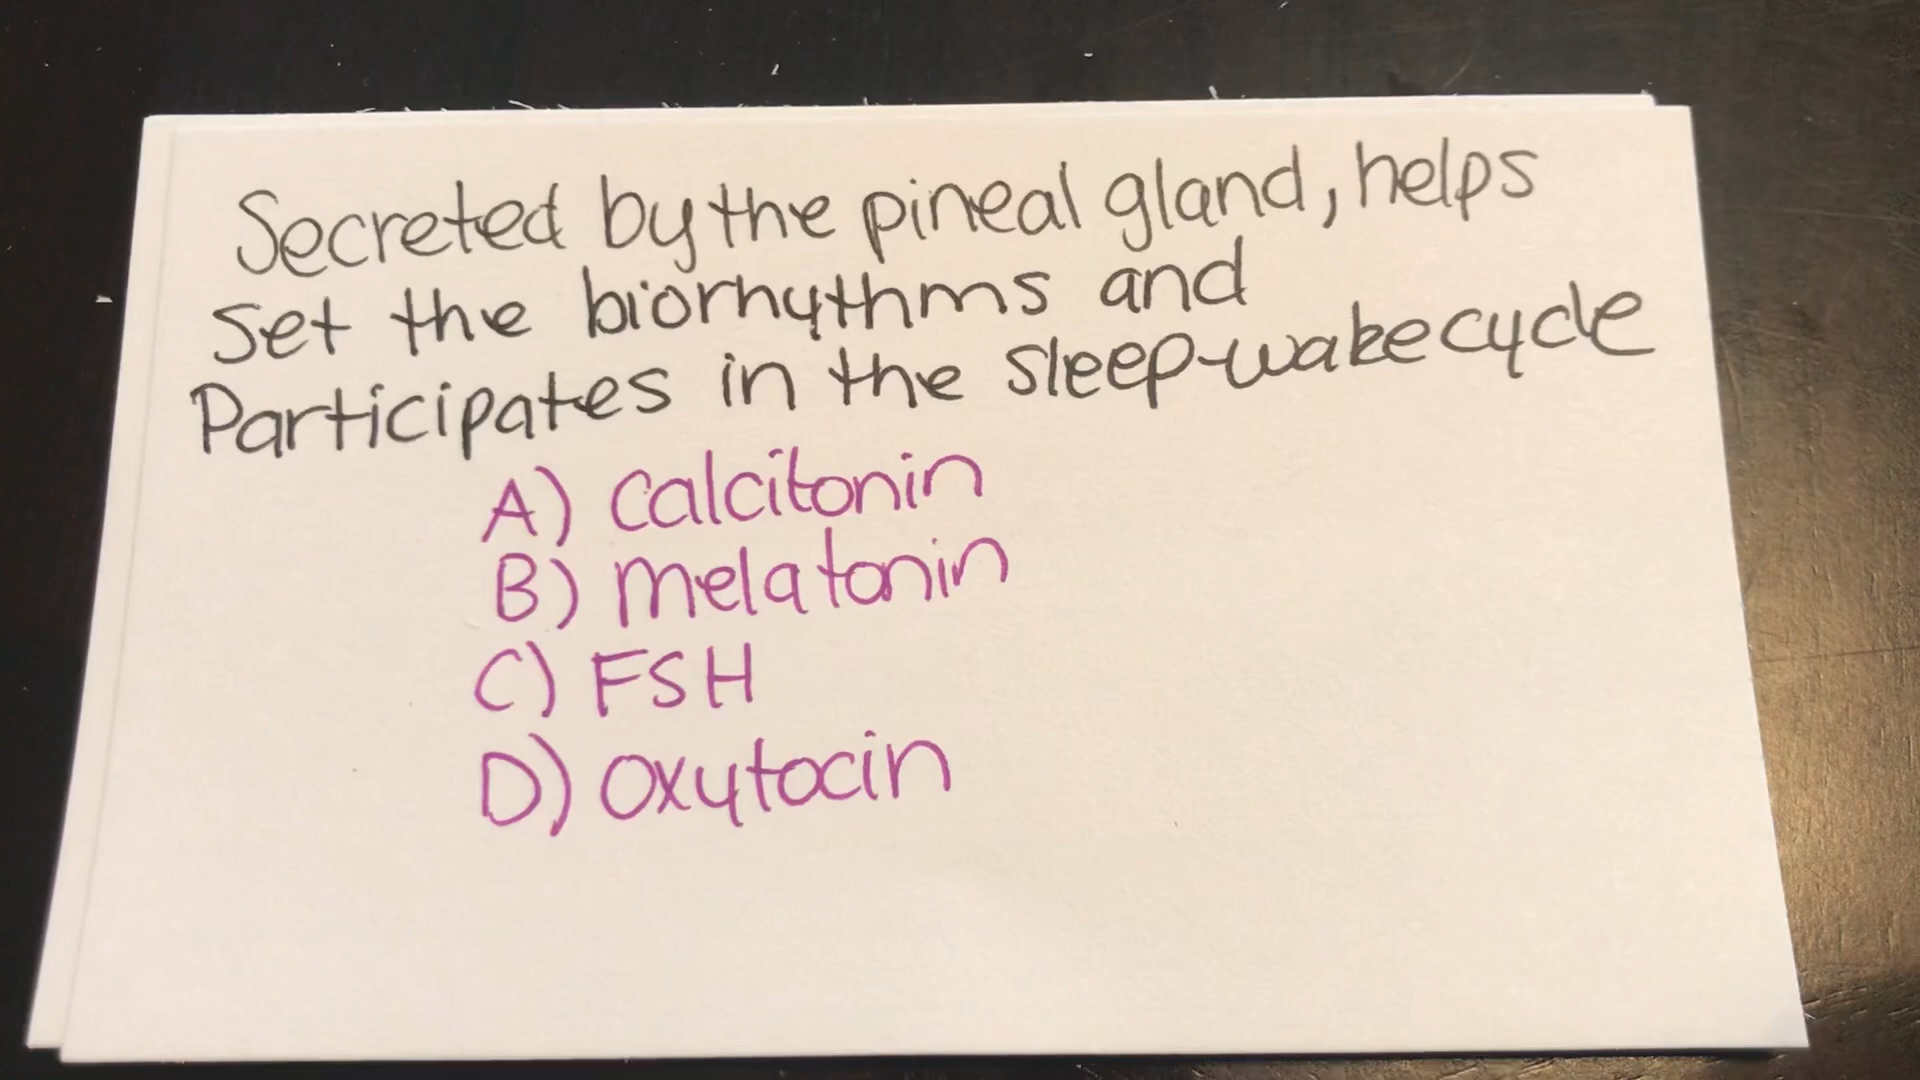 Secreted by the pineal gland, helps
set the biorhythms and
Participates in the sleep-wake cycle
A) Calcitonin
B) melatonin
C) FSH
D) oxytocin